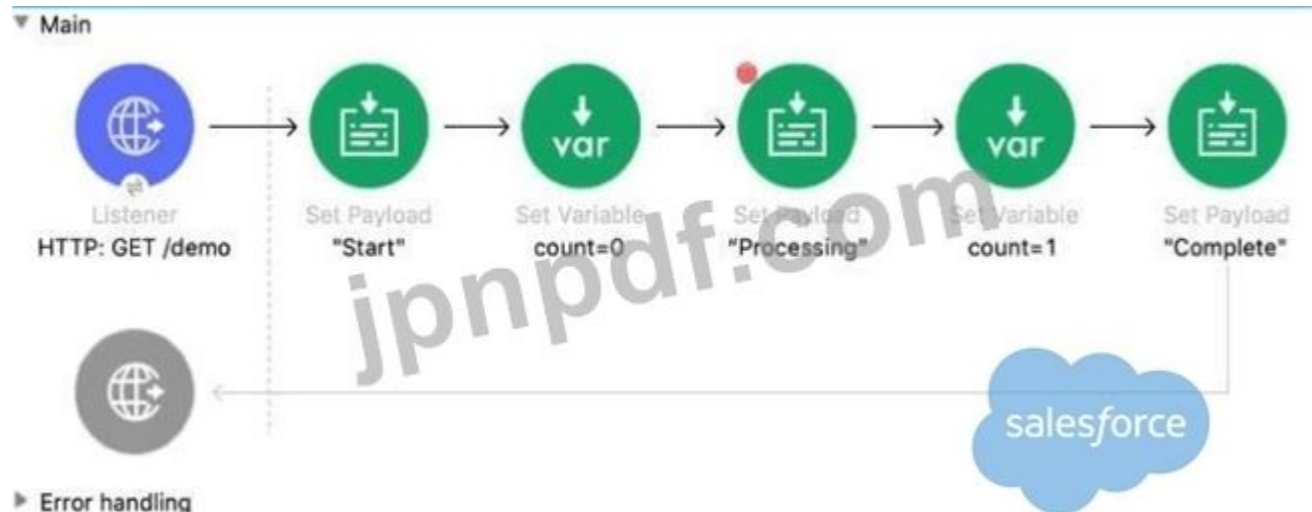 Main
Listener
HTTP: GET /demo
Set Payload
"Start"
var
Set Variable
count=0
Set Payload
"Processing"
var
Set Variable
count=1
Set Payload
"Complete"
jpnpdf.com
salesforce
Error handling